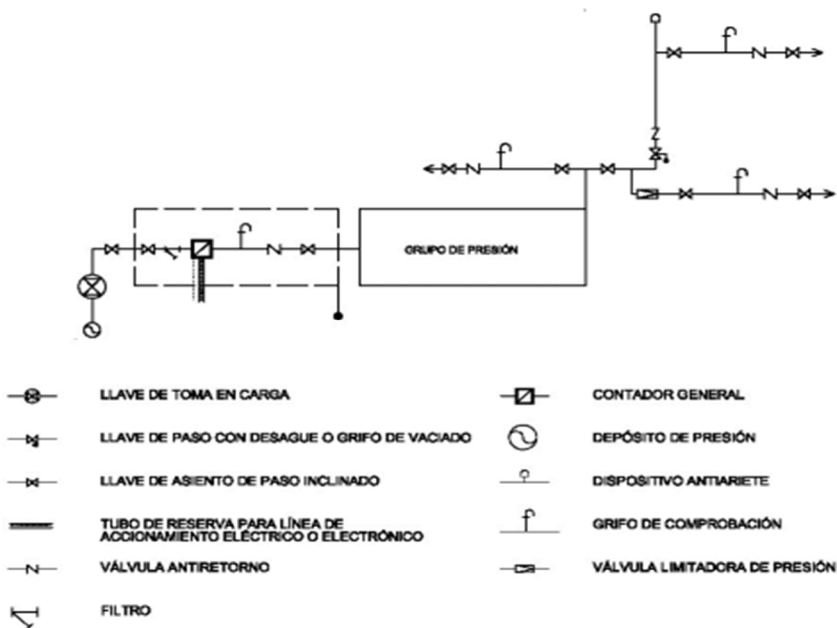 GRUPO DE PRESIÓN
LLAVE DE TOMA EN CARGA
LLAVE DE PASO CON DESAGUE O GRIFO DE VACIADO
LLAVE DE ASIENTO DE PASO INCLINADO
TUBO DE RESERVA PARA LÍNEA DE
ACCIONAMIENTO ELÉCTRICO O ELECTRÓNICO
VÁLVULA ANTIRETORNO
FILTRO
CONTADOR GENERAL
DEPÓSITO DE PRESIÓN
DISPOSITIVO ANTIARIETE
GRIFO DE COMPROBACIÓN
VÁLVULA LIMITADORA DE PRESIÓN